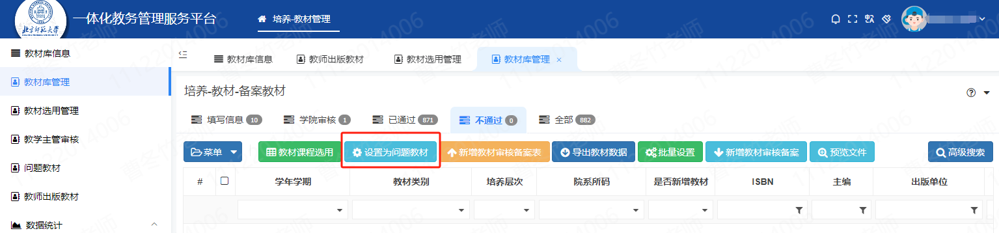 北京师范大学 一体化教务管理服务平台 培养-教材管理
教材库信息
教材库管理
教材选用管理
教学主管审核
问题教材
教师出版教材
数据统计
教材库信息 教师出版教材 教材选用管理 教材库管理 ×
培养-教材-备案教材
填写信息 10 学院审核 1 已通过 871 不通过 0 全部 882
菜单 教材课程选用 设置为问题教材 新增教材审核备案表 导出教材数据 批量设置 新增教材审核备案 预览文件 高级搜索
# 学年学期 教材类别 培养层次 院系所码 是否新增教材 ISBN 主编 出版单位
11122014006